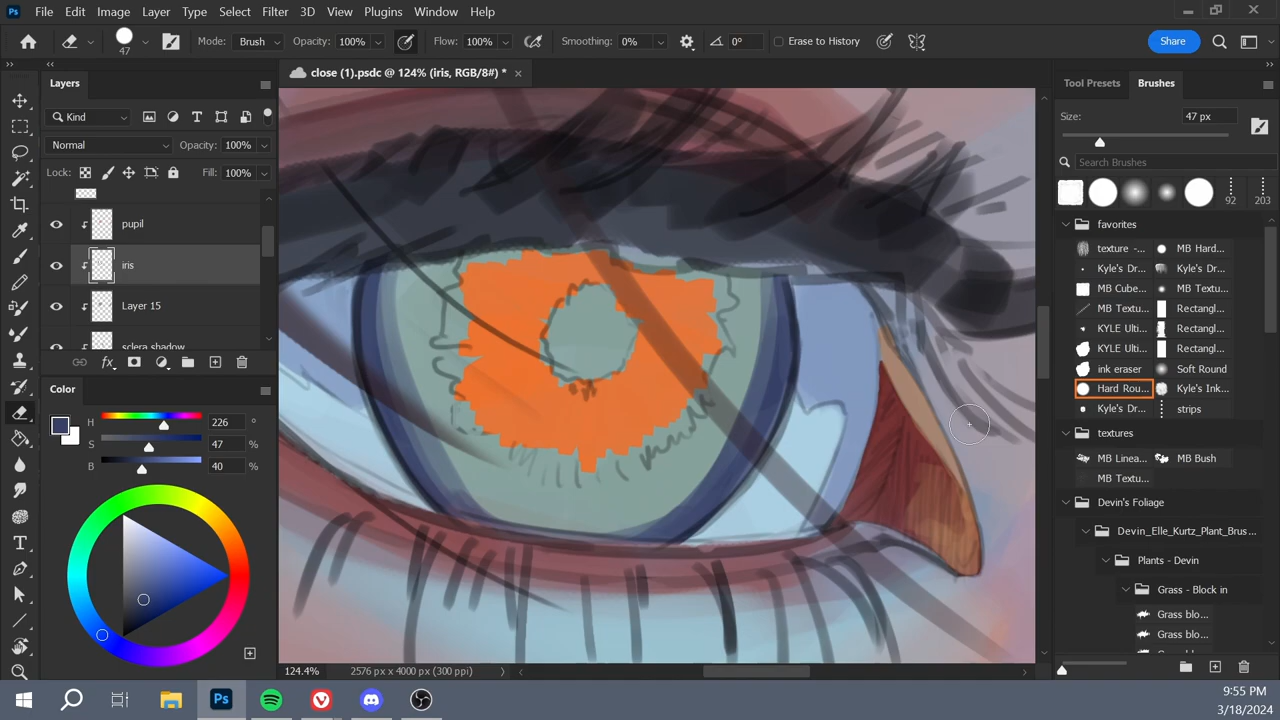 Ps File Edit Image Layer Type Select Filter 3D View Plugins Window Help
47 Mode: Brush Opacity: 100% Flow: 100% Smoothing: 0% 0° Erase to History Share
Layers
close (1).psdc @ 124% (iris, RGB/8#) *
Tool Presets Brushes
Kind
Normal Opacity: 100%
Lock: Fill: 100%
pupil
iris
Layer 15
sclera shadow
fx
Color
H 226 °
S 47 %
B 40 %
Size: 47 px
Search Brushes
92 203
favorites
texture -... MB Hard...
Kyle's Dr... Kyle's Dr...
MB Cube... MB Textu...
MB Textu... Rectangl...
KYLE Ulti... Rectangl...
KYLE Ulti... Rectangl...
ink eraser Soft Round
Hard Rou... Kyle's Ink...
Kyle's Dr... strips
textures
MB Linea... MB Bush
MB Textu...
Devin's Foliage
Devin_Elle_Kurtz_Plant_Brus...
Plants - Devin
Grass - Block in
Grass blo...
Grass blo...
124.4% 2576 px x 4000 px (300 ppi)
Ps
9:55 PM
3/18/2024